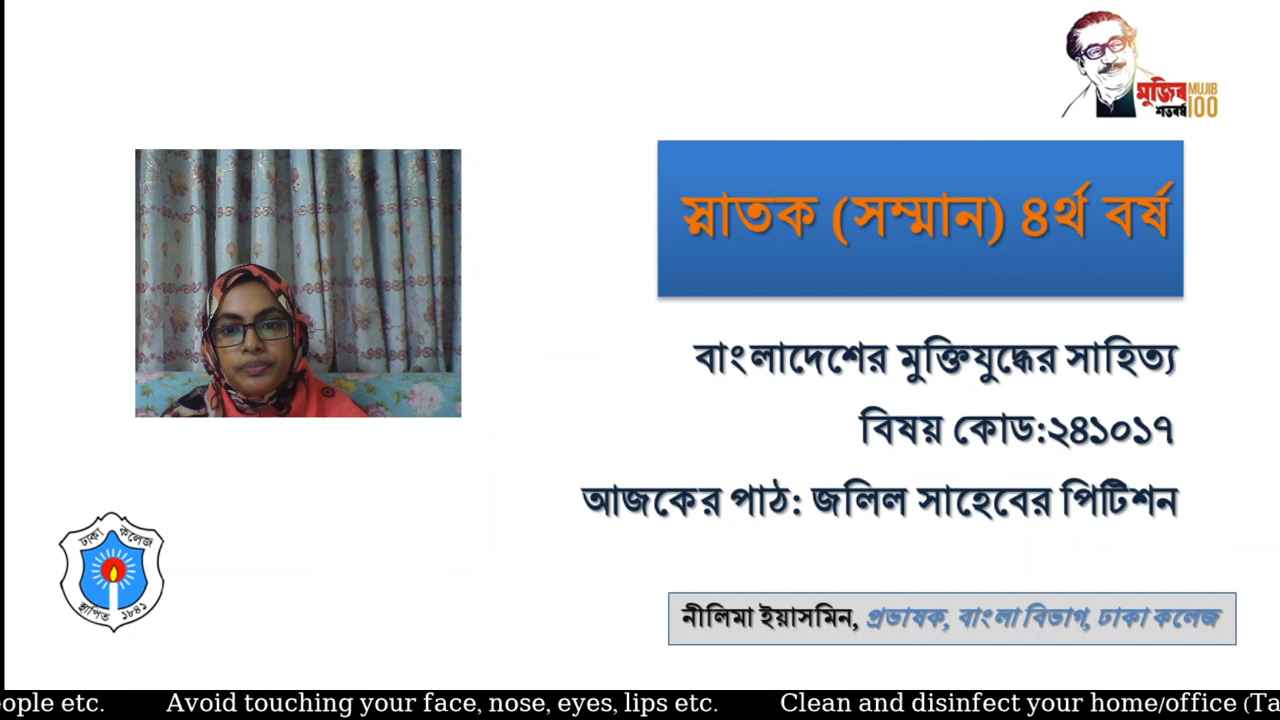 মুজিব MUJIB
শতবর্ষ 100
স্নাতক (সম্মান) ৪র্থ বর্ষ
বাংলাদেশের মুক্তিযুদ্ধের সাহিত্য
বিষয় কোড:২৪১০১৭
আজকের পাঠ: জলিল সাহেবের পিটিশন
ঢাকা কলেজ
স্থাপিত ১৮৪১
নীলিমা ইয়াসমিন, প্রভাষক, বাংলা বিভাগ, ঢাকা কলেজ
eople etc. Avoid touching your face, nose, eyes, lips etc. Clean and disinfect your home/office (Ta